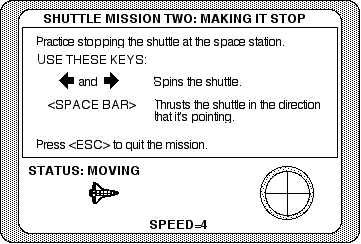 SHUTTLE MISSION TWO: MAKING IT STOP
Practice stopping the shuttle at the space station.
USE THESE KEYS:
and Spins the shuttle.
<SPACE BAR> Thrusts the shuttle in the direction
that it's pointing.
Press <ESC> to quit the mission.
STATUS: MOVING
SPEED=4